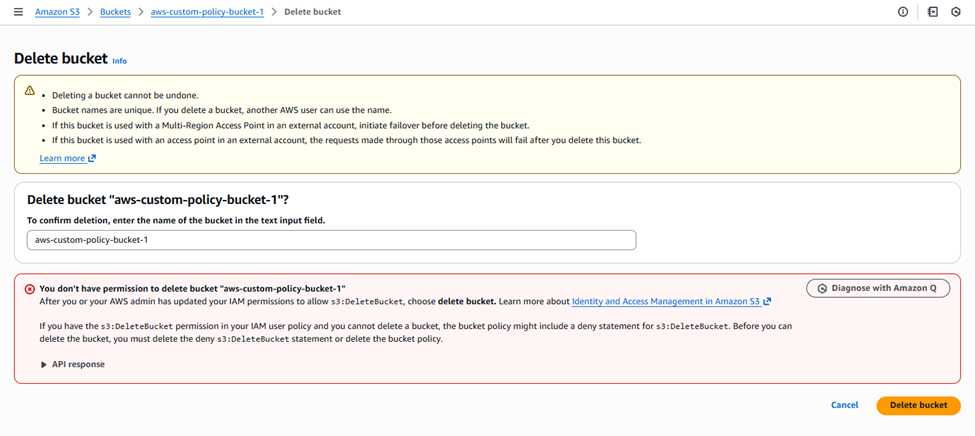 Amazon S3 > Buckets > aws-custom-policy-bucket-1 > Delete bucket
Delete bucket Info
• Deleting a bucket cannot be undone.
• Bucket names are unique. If you delete a bucket, another AWS user can use the name.
• If this bucket is used with a Multi-Region Access Point in an external account, initiate failover before deleting the bucket.
• If this bucket is used with an access point in an external account, the requests made through those access points will fail after you delete this bucket.
Learn more
Delete bucket "aws-custom-policy-bucket-1"?
To confirm deletion, enter the name of the bucket in the text input field.
aws-custom-policy-bucket-1
You don't have permission to delete bucket "aws-custom-policy-bucket-1"
Diagnose with Amazon Q
After you or your AWS admin has updated your IAM permissions to allow s3:DeleteBucket, choose delete bucket. Learn more about Identity and Access Management in Amazon S3
If you have the s3:DeleteBucket permission in your IAM user policy and you cannot delete a bucket, the bucket policy might include a deny statement for s3:DeleteBucket. Before you can
delete the bucket, you must delete the deny s3:DeleteBucket statement or delete the bucket policy.
API response
Cancel
Delete bucket